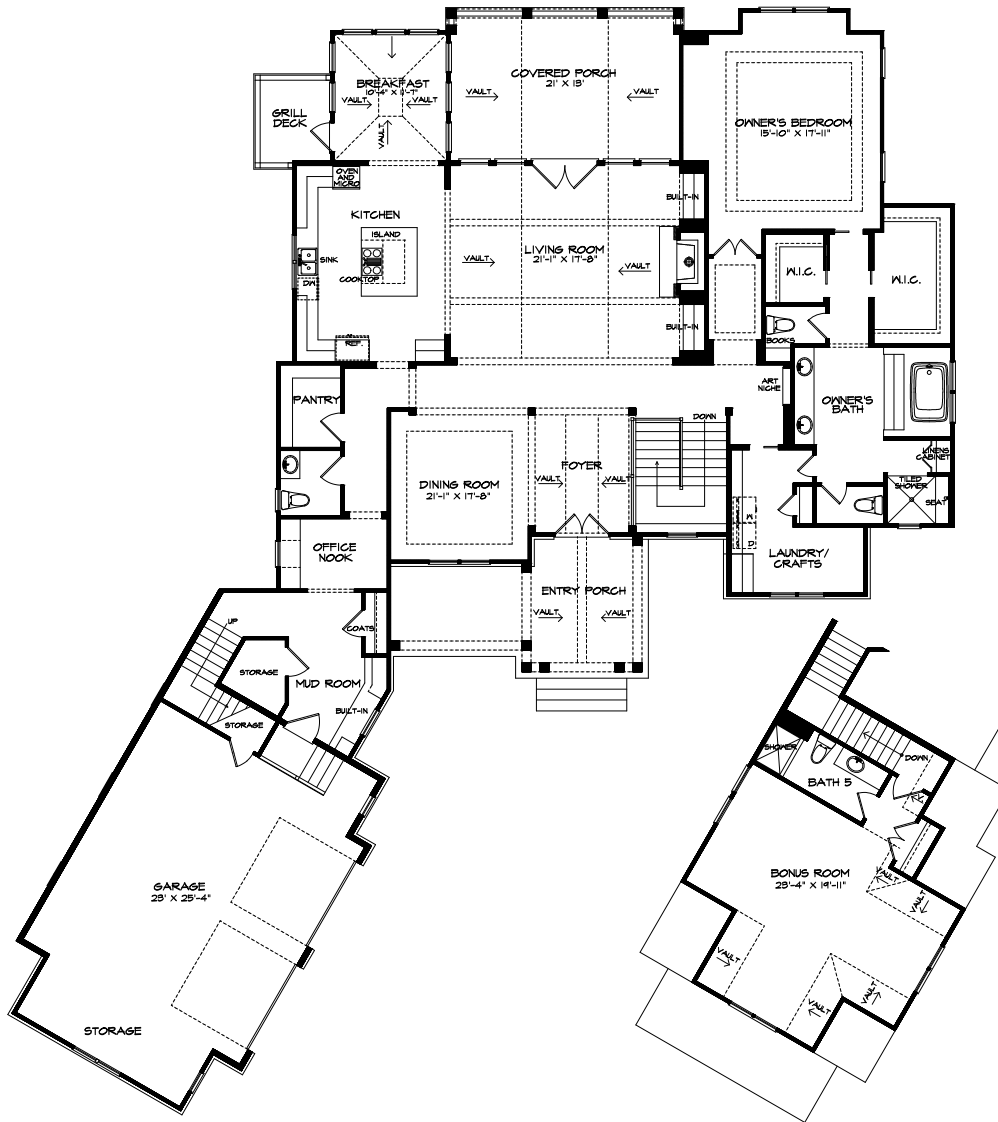 COVERED PORCH
21' X 13'
VAULT
VAULT
BREAKFAST
10'-4" X 11'-7"
VAULT
VAULT
VAULT
GRILL
DECK
OWNER'S BEDROOM
15'-10" X 17'-11"
OVEN
AND
MICRO
KITCHEN
ISLAND
SINK
COOKTOP
DW
REF.
BUILT-IN
LIVING ROOM
21'-1" X 17'-8"
VAULT
VAULT
BUILT-IN
W.I.C.
W.I.C.
BOOKS
ART
NICHE
OWNER'S
BATH
PANTRY
DOWN
LINENS
CABINET
TILED
SHOWER
SEAT
DINING ROOM
21'-1" X 17'-8"
FOYER
VAULT
VAULT
W
D
LAUNDRY/
CRAFTS
OFFICE
NOOK
ENTRY PORCH
VAULT
VAULT
UP
COATS
STORAGE
MUD ROOM
BUILT-IN
STORAGE
GARAGE
23' X 25'-4"
STORAGE
SHOWER
DOWN
BATH 5
BONUS ROOM
23'-4" X 19'-11"
VAULT
VAULT
VAULT
VAULT
VAULT